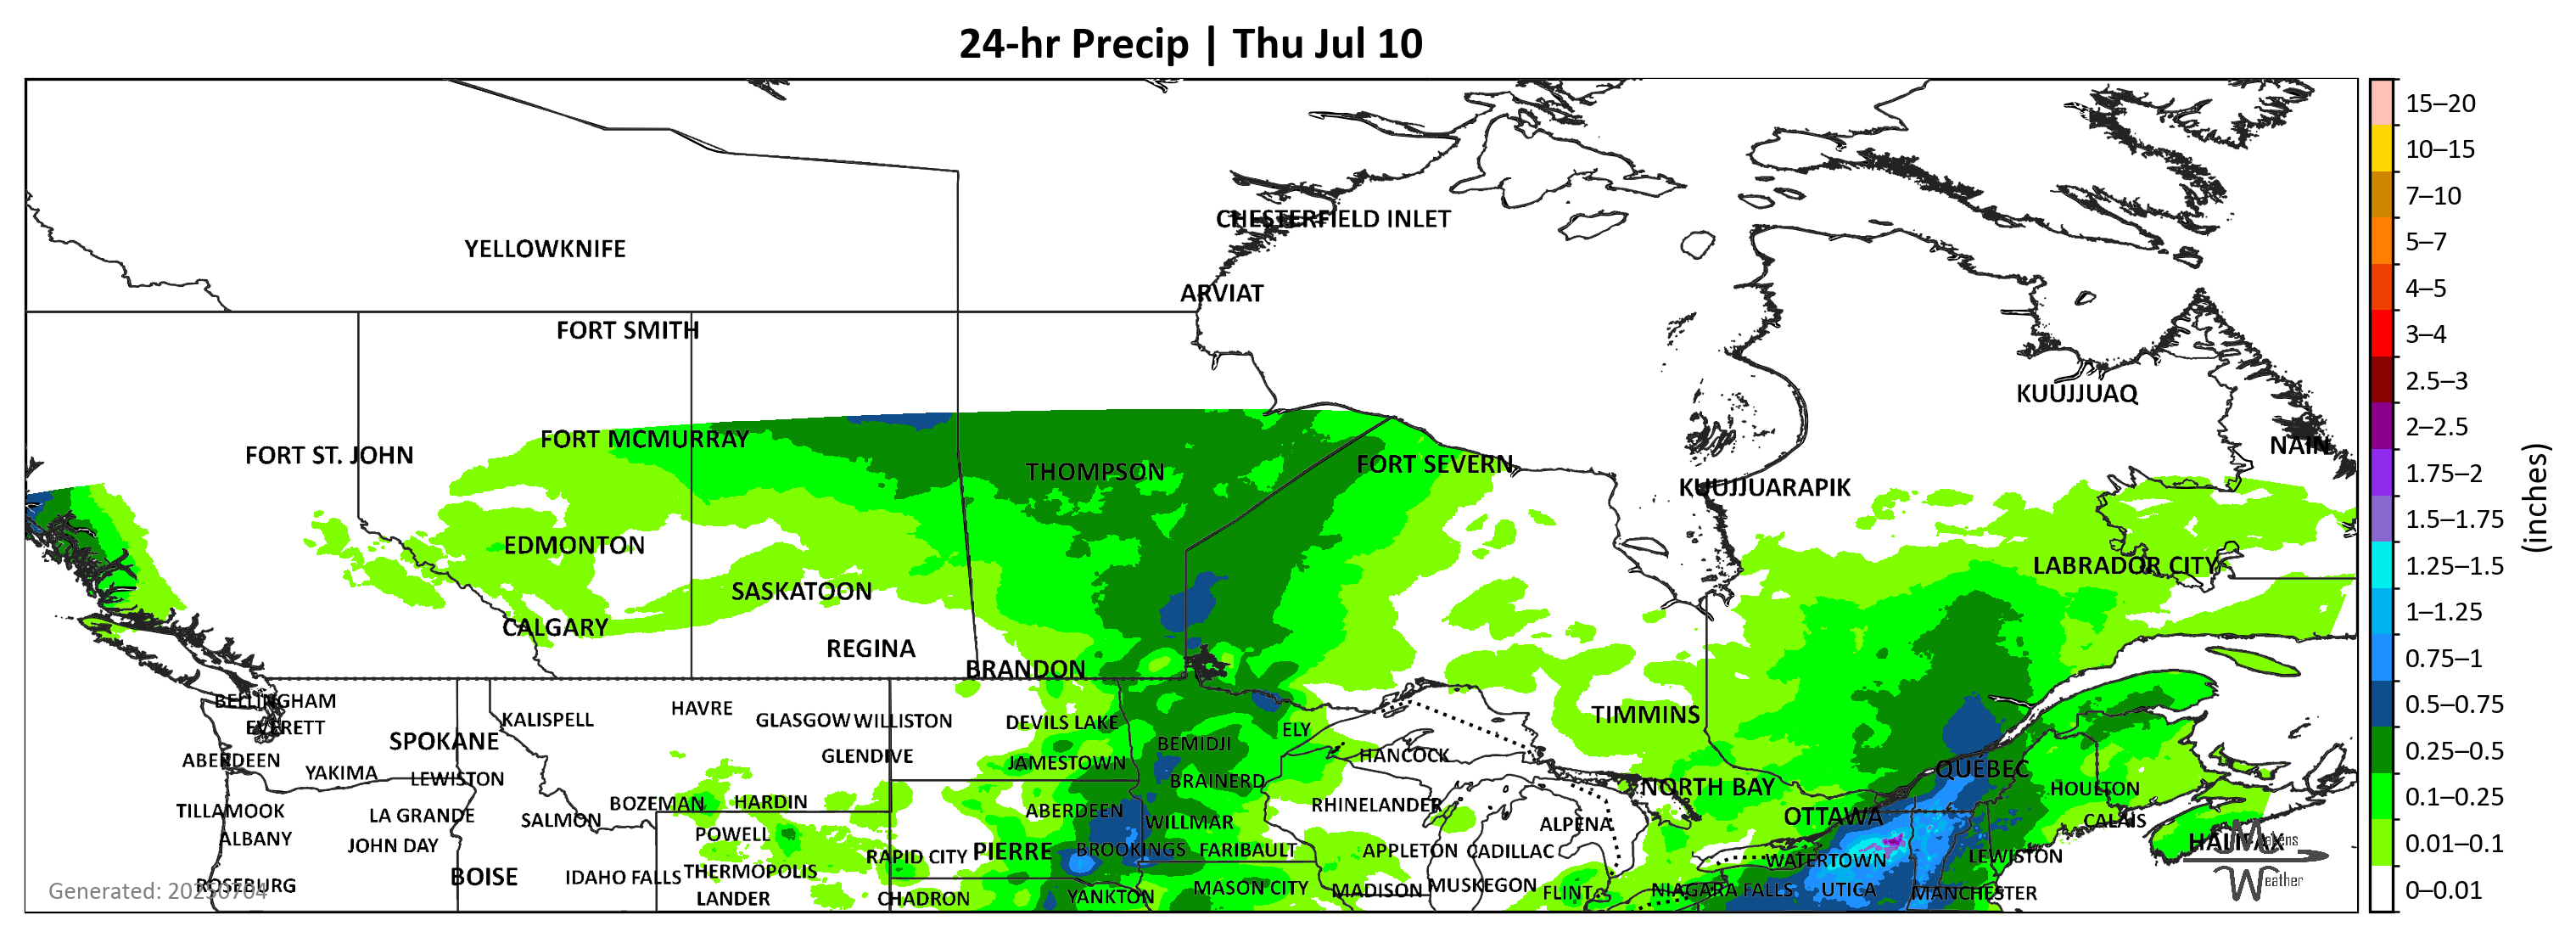 24-hr Precip | Thu Jul 10
CHESTERFIELD INLET
YELLOWKNIFE
ARVIAT
FORT SMITH
KUUJJUAQ
FORT MCMURRAY
NAIN
FORT ST. JOHN
THOMPSON
FORT SEVERN
KUUJJUARAPIK
EDMONTON
LABRADOR CITY
SASKATOON
CALGARY
REGINA
BRANDON
BELLINGHAM
KALISPELL
HAVRE
GLASGOW WILLISTON
DEVILS LAKE
TIMMINS
EVERETT
ELY
SPOKANE
BEMIDJI
GLENDIVE
HANCOCK
ABERDEEN
JAMESTOWN
QUÉBEC
YAKIMA
LEWISTON
BRAINERD
NORTH BAY
HOULTON
BOZEMAN
HARDIN
RHINELANDER
TILLAMOOK
LA GRANDE
SALMON
ABERDEEN
WILLMAR
ALPENA
OTTAWA
CALAIS
ALBANY
JOHN DAY
POWELL
HALIFAX
RAPID CITY
PIERRE
BROOKINGS
FARIBAULT
APPLETON
CADILLAC
WATERTOWN
LEWISTON
BOISE
IDAHO FALLS
THERMOPOLIS
ROSEBURG
LANDER
CHADRON
YANKTON
MASON CITY
MADISON
MUSKEGON
FLINT
NIAGARA FALLS
UTICA
MANCHESTER
Weather
15–20
10–15
7–10
5–7
4–5
3–4
2.5–3
2–2.5
1.75–2
1.5–1.75
1.25–1.5
1–1.25
0.75–1
0.5–0.75
0.25–0.5
0.1–0.25
0.01–0.1
0–0.01
(inches)